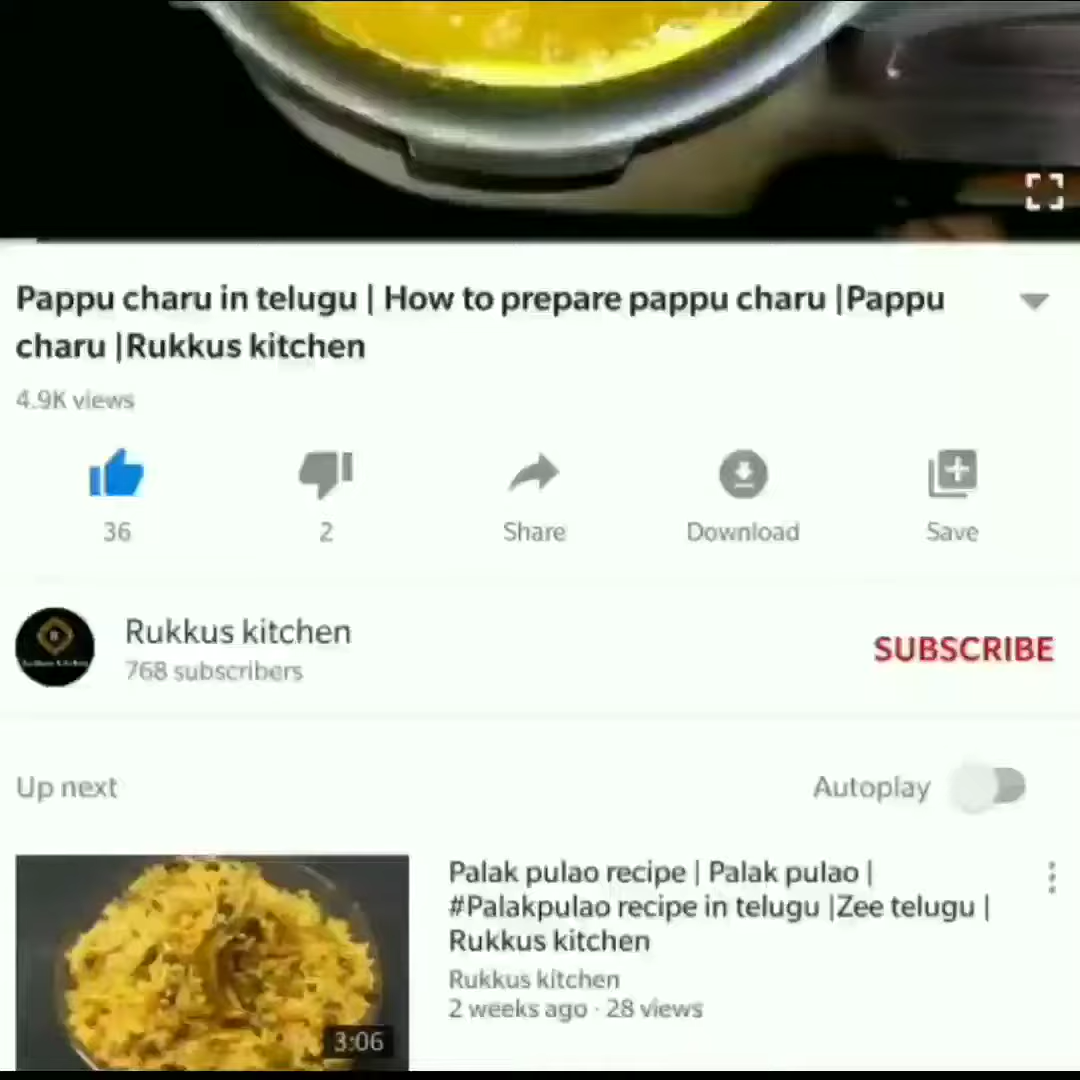 Pappu charu in telugu | How to prepare pappu charu |Pappu
charu |Rukkus kitchen
4.9K views
36
2
Share
Download
Save
Rukkus kitchen
768 subscribers
SUBSCRIBE
Up next
Autoplay
Palak pulao recipe | Palak pulao |
#Palakpulao recipe in telugu |Zee telugu |
Rukkus kitchen
Rukkus kitchen
2 weeks ago · 28 views
3:06